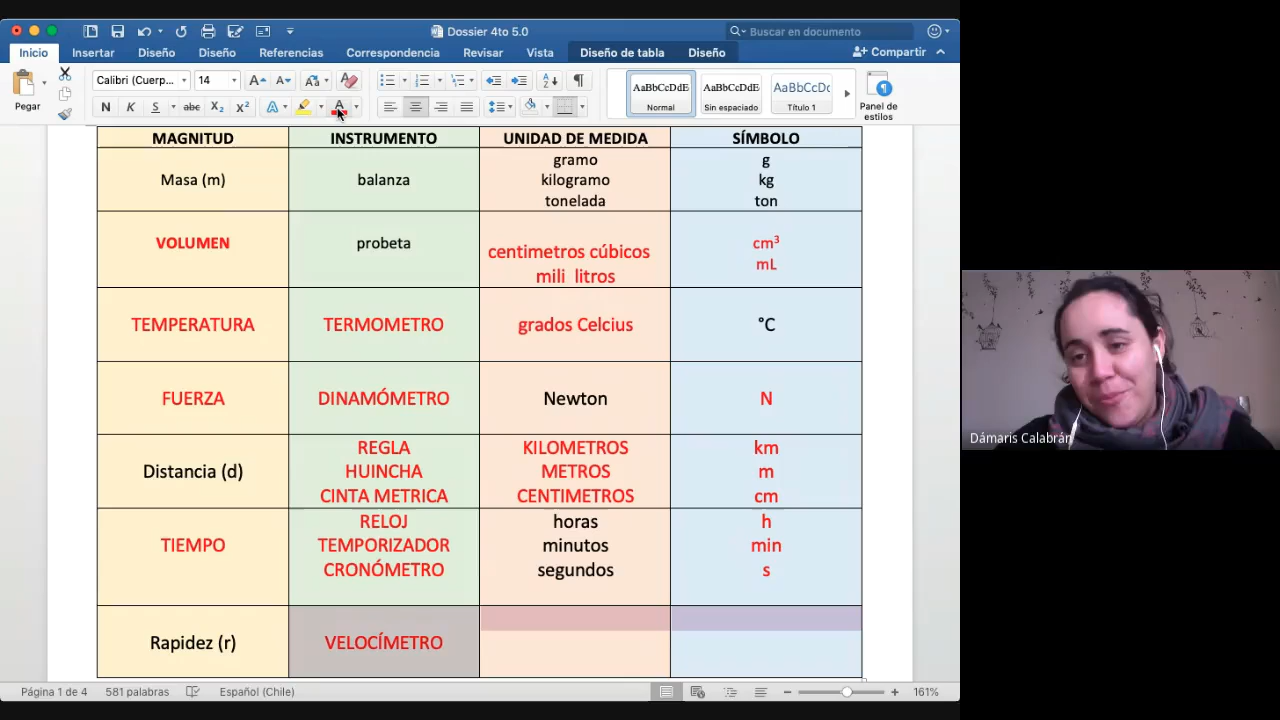 Dossier 4to 5.0
Buscar en documento
Inicio
Insertar
Diseño
Diseño
Referencias
Correspondencia
Revisar
Vista
Diseño de tabla
Diseño
Compartir
Pegar
Calibri (Cuerp...
14
N
K
S
abc
X₂
X²
AaBbCcDdE
Normal
AaBbCcDdE
Sin espaciado
AaBbCcDc
Título 1
Panel de
estilos
MAGNITUD
INSTRUMENTO
UNIDAD DE MEDIDA
SÍMBOLO
Masa (m)
balanza
gramo
kilogramo
tonelada
g
kg
ton
VOLUMEN
probeta
centimetros cúbicos
mili litros
cm³
mL
TEMPERATURA
TERMOMETRO
grados Celcius
°C
FUERZA
DINAMÓMETRO
Newton
N
Distancia (d)
REGLA
HUINCHA
CINTA METRICA
KILOMETROS
METROS
CENTIMETROS
km
m
cm
TIEMPO
RELOJ
TEMPORIZADOR
CRONÓMETRO
horas
minutos
segundos
h
min
s
Rapidez (r)
VELOCÍMETRO
Dámaris Calabrán
Página 1 de 4
581 palabras
Español (Chile)
161%